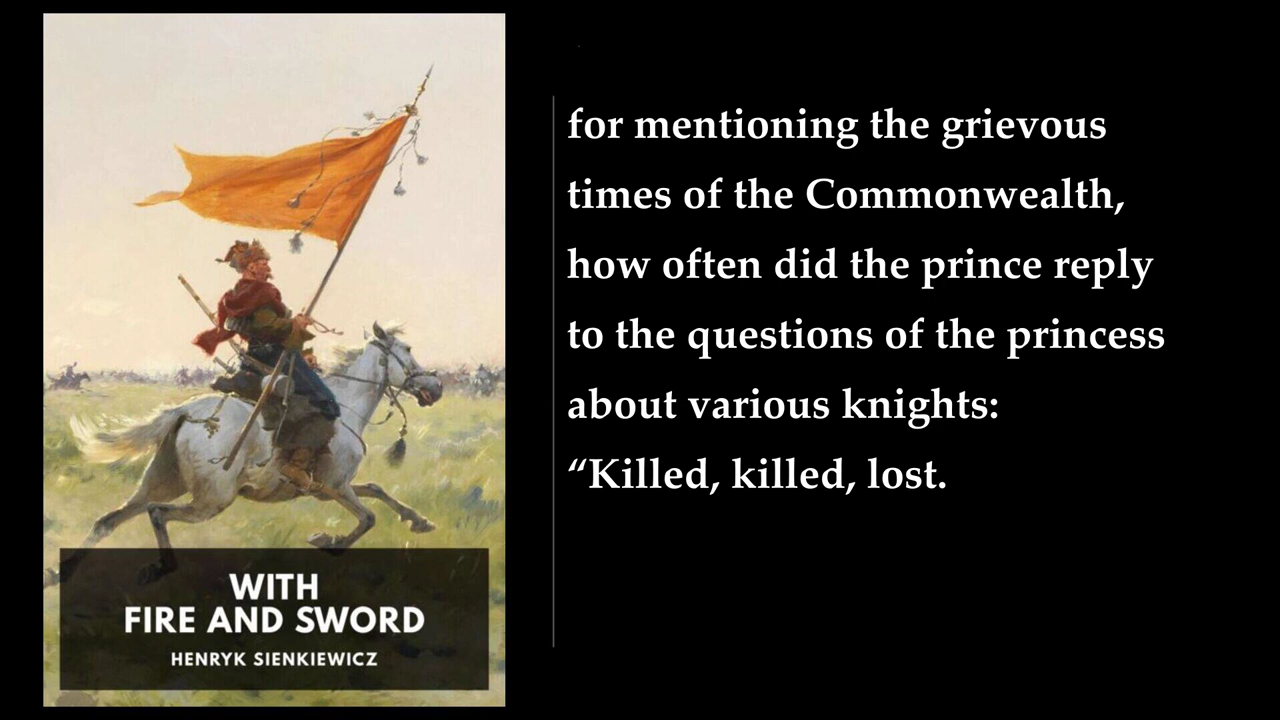 for mentioning the grievous
times of the Commonwealth,
how often did the prince reply
to the questions of the princess
about various knights:
“Killed, killed, lost.
WITH
FIRE AND SWORD
HENRYK SIENKIEWICZ